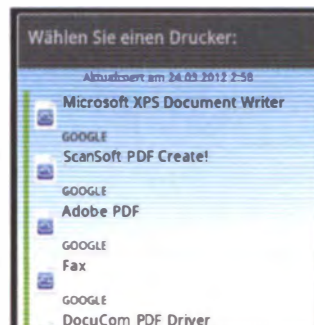 Wählen Sie einen Drucker:
Aktualisiert am 24.03.2012 2:58
Microsoft XPS Document Writer
GOOGLE
ScanSoft PDF Create!
GOOGLE
Adobe PDF
GOOGLE
Fax
GOOGLE
DocuCom PDF Driver